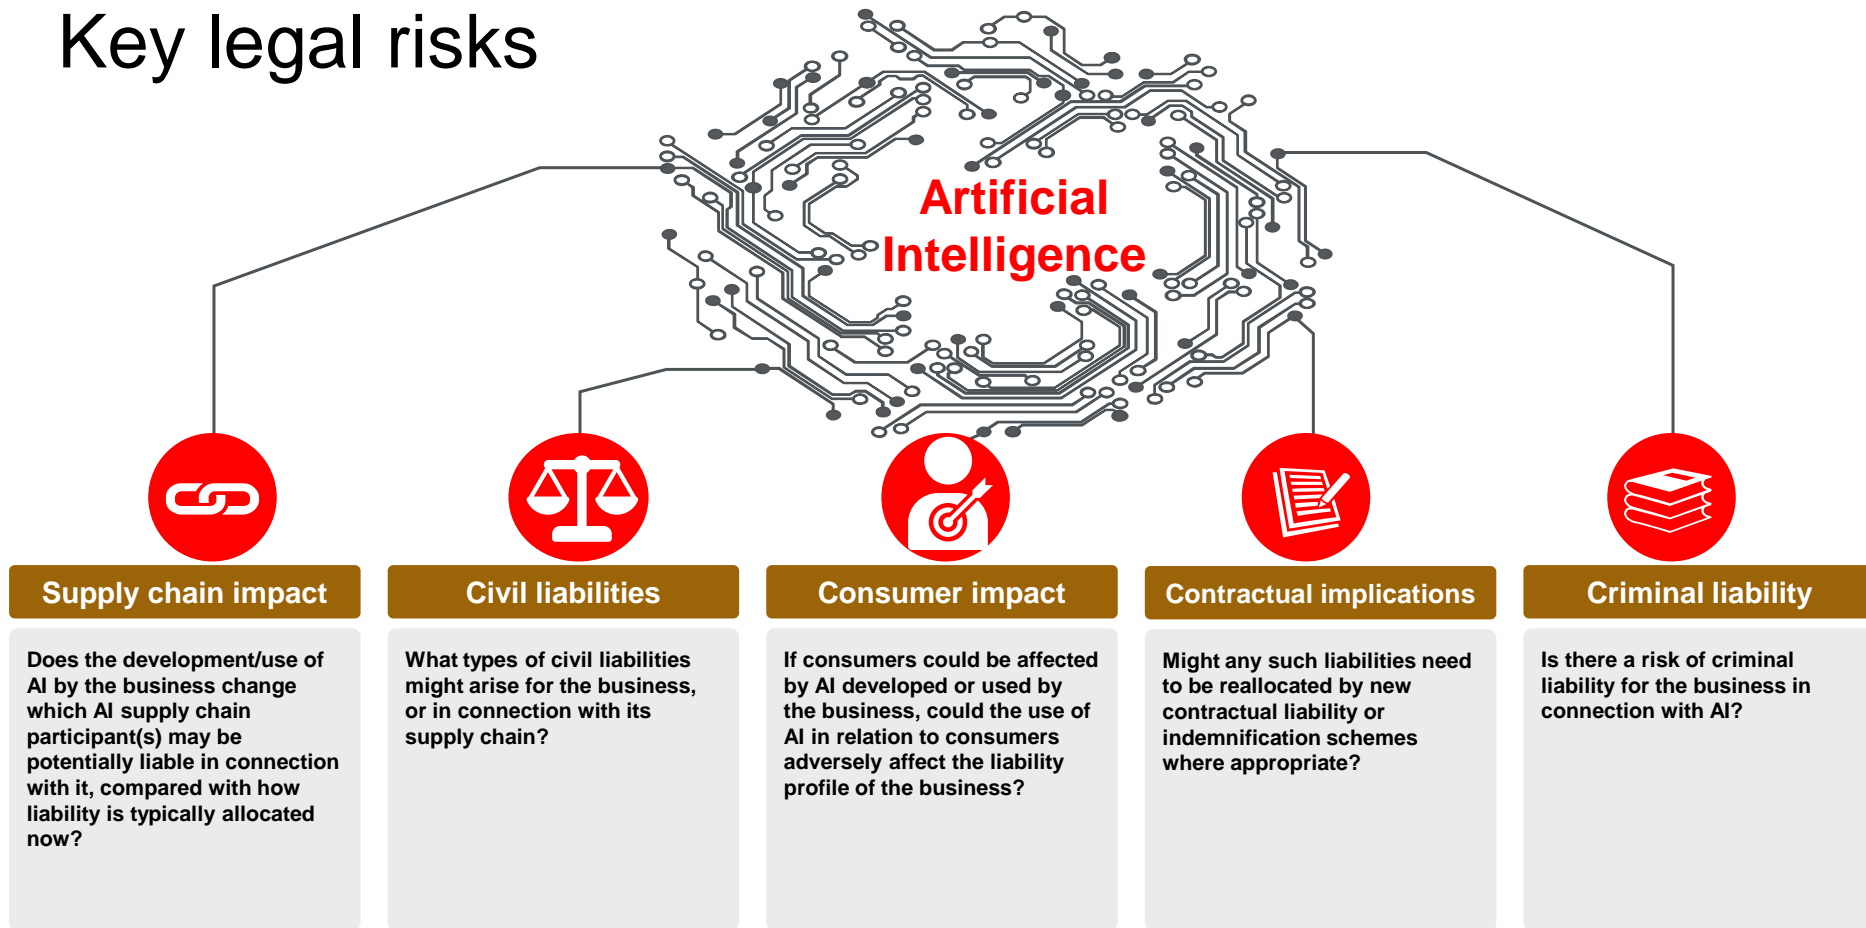 Key legal risks
Artificial
Intelligence
Supply chain impact
Does the development/use of
AI by the business change
which AI supply chain
participant(s) may be
potentially liable in connection
with it, compared with how
liability is typically allocated
now?
Civil liabilities
What types of civil liabilities
might arise for the business,
or in connection with its
supply chain?
Consumer impact
If consumers could be affected
by AI developed or used by
the business, could the use of
AI in relation to consumers
adversely affect the liability
profile of the business?
Contractual implications
Might any such liabilities need
to be reallocated by new
contractual liability or
indemnification schemes
where appropriate?
Criminal liability
Is there a risk of criminal
liability for the business in
connection with AI?